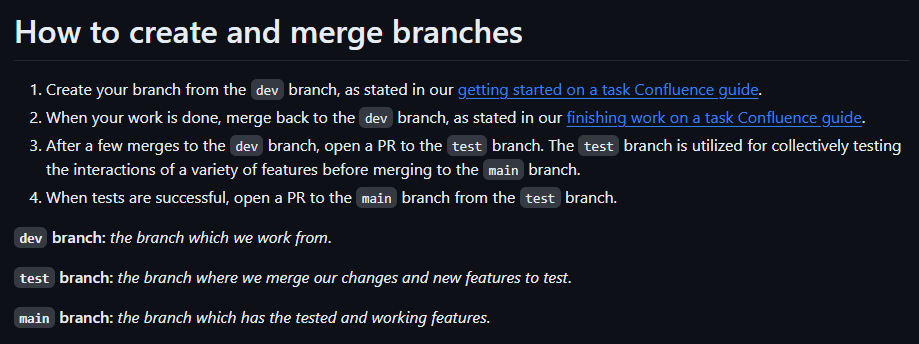 How to create and merge branches
1. Create your branch from the dev branch, as stated in our getting started on a task Confluence guide.
2. When your work is done, merge back to the dev branch, as stated in our finishing work on a task Confluence guide.
3. After a few merges to the dev branch, open a PR to the test branch. The test branch is utilized for collectively testing
the interactions of a variety of features before merging to the main branch.
4. When tests are successful, open a PR to the main branch from the test branch.
dev branch: the branch which we work from.
test branch: the branch where we merge our changes and new features to test.
main branch: the branch which has the tested and working features.